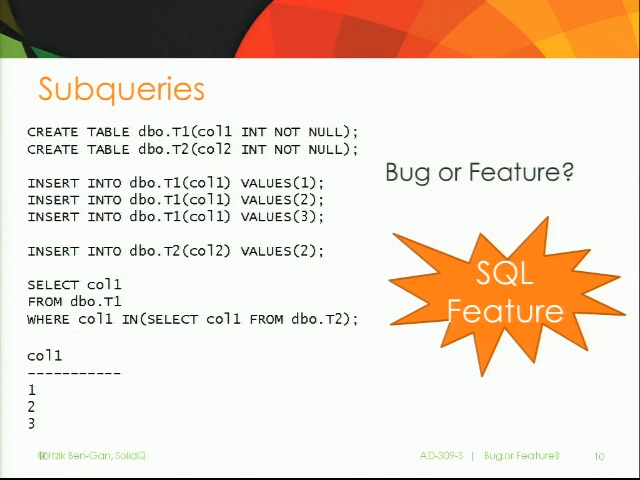 Subqueries
CREATE TABLE dbo.T1(col1 INT NOT NULL);
CREATE TABLE dbo.T2(col2 INT NOT NULL);
INSERT INTO dbo.T1(col1) VALUES(1);
INSERT INTO dbo.T1(col1) VALUES(2);
INSERT INTO dbo.T1(col1) VALUES(3);
INSERT INTO dbo.T2(col2) VALUES(2);
SELECT col1
FROM dbo.T1
WHERE col1 IN(SELECT col1 FROM dbo.T2);
col1
-----------
1
2
3
Bug or Feature?
SQL
Feature
Itzik Ben-Gan, SolidQ
AD-309-S | Bug or Feature?
10